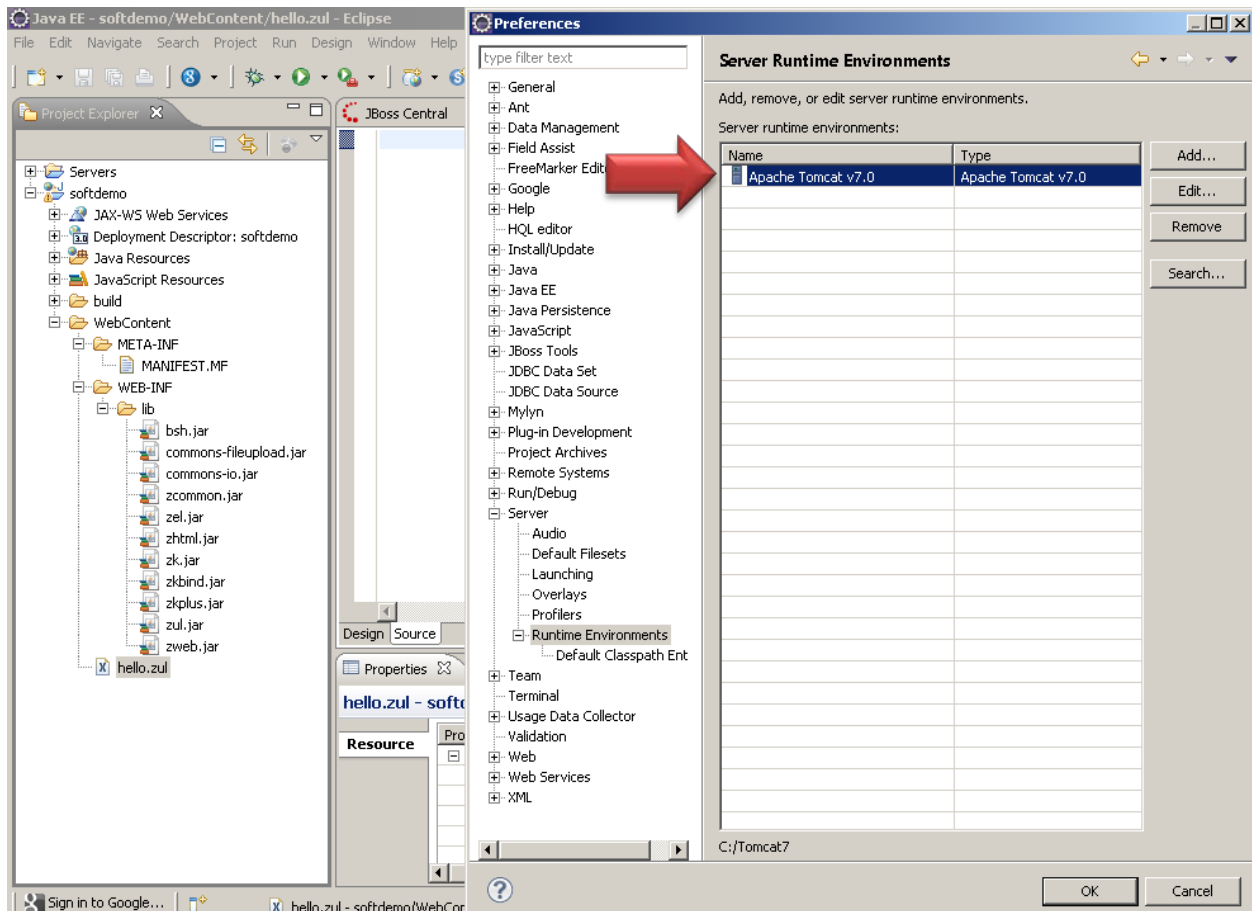 Java EE - softdemo/WebContent/hello.zul - Eclipse
File Edit Navigate Search Project Run Design Window Help
Project Explorer
Servers
softdemo
JAX-WS Web Services
3.0 Deployment Descriptor: softdemo
Java Resources
JavaScript Resources
build
WebContent
META-INF
MANIFEST.MF
WEB-INF
lib
bsh.jar
commons-fileupload.jar
commons-io.jar
zcommon.jar
zel.jar
zhtml.jar
zk.jar
zkbind.jar
zkplus.jar
zul.jar
zweb.jar
hello.zul
JBoss Central
Design Source
Properties
hello.zul - softd
Resource
Pro
Sign in to Google...
hello.zul - softdemo/WebCor
Preferences
type filter text
General
Ant
Data Management
Field Assist
FreeMarker Edito
Google
Help
HQL editor
Install/Update
Java
Java EE
Java Persistence
JavaScript
JBoss Tools
JDBC Data Set
JDBC Data Source
Mylyn
Plug-in Development
Project Archives
Remote Systems
Run/Debug
Server
Audio
Default Filesets
Launching
Overlays
Profilers
Runtime Environments
Default Classpath Ent
Team
Terminal
Usage Data Collector
Validation
Web
Web Services
XML
Server Runtime Environments
Add, remove, or edit server runtime environments.
Server runtime environments:
Name Type
Apache Tomcat v7.0 Apache Tomcat v7.0
Add...
Edit...
Remove
Search...
C:/Tomcat7
OK Cancel